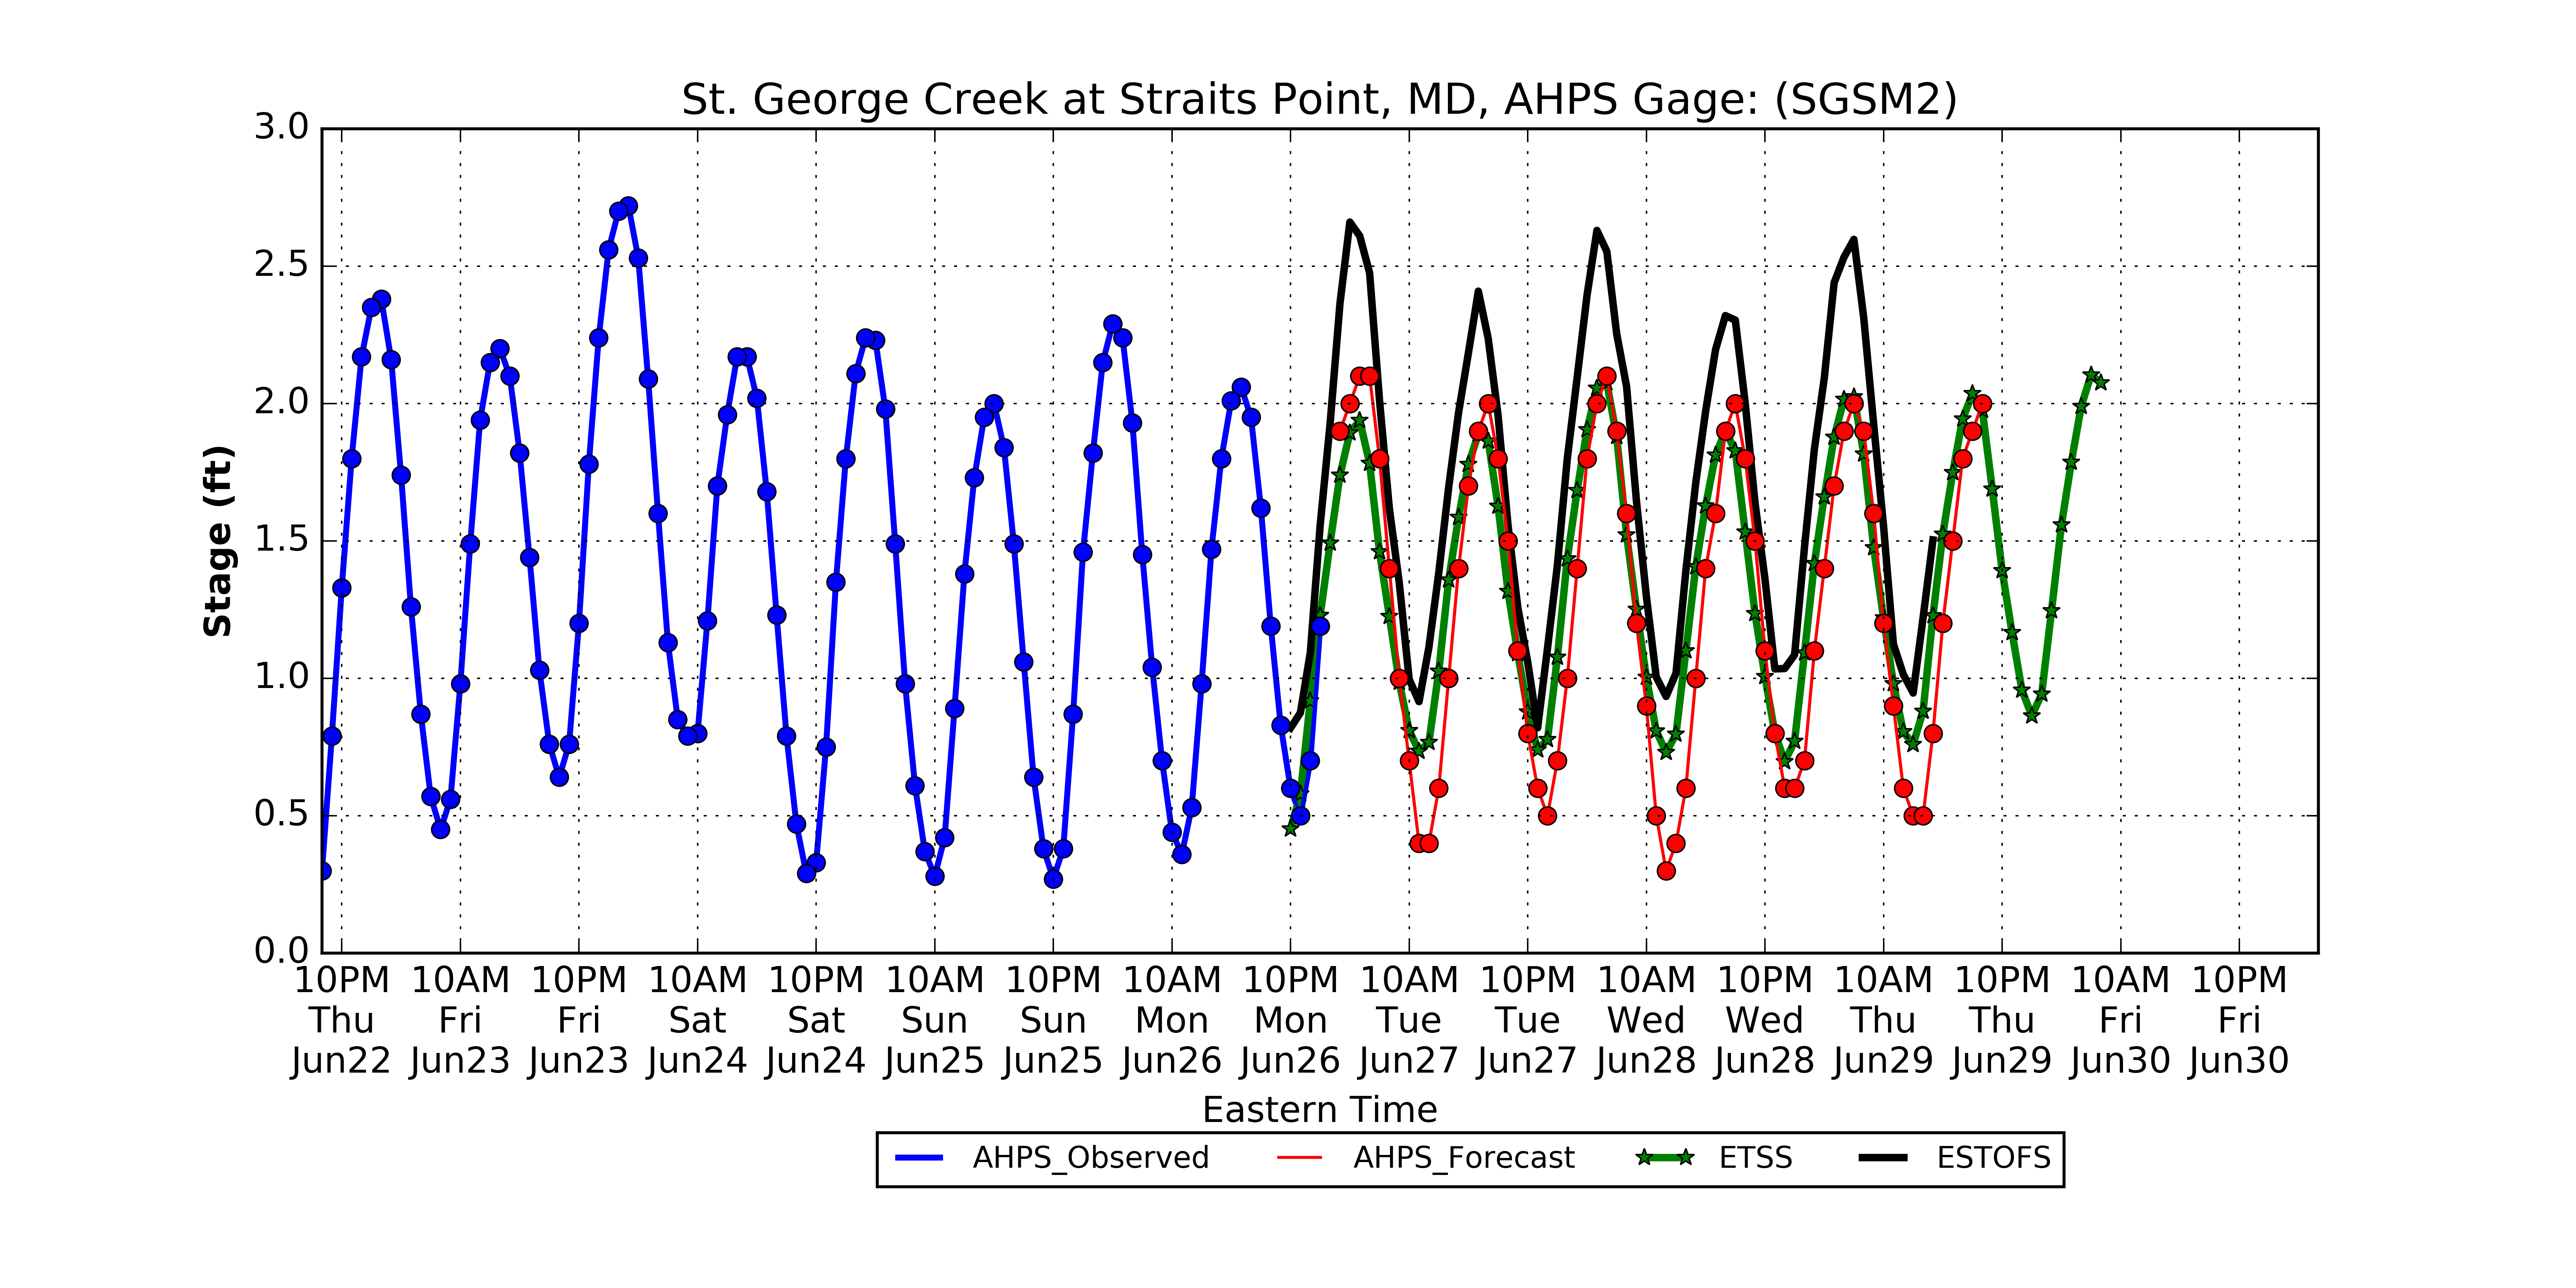 St. George Creek at Straits Point, MD, AHPS Gage: (SGSM2)
3.0
2.5
2.0
1.5
1.0
0.5
0.0
Stage (ft)
10PM 10AM 10PM 10AM 10PM 10AM 10PM 10AM 10PM 10AM 10PM 10AM 10PM 10AM 10PM 10AM 10PM
Thu Fri Fri Sat Sat Sun Sun Mon Mon Tue Tue Wed Wed Thu Thu Fri Fri
Jun22 Jun23 Jun23 Jun24 Jun24 Jun25 Jun25 Jun26 Jun26 Jun27 Jun27 Jun28 Jun28 Jun29 Jun29 Jun30 Jun30
Eastern Time
AHPS_Observed AHPS_Forecast ETSS ESTOFS